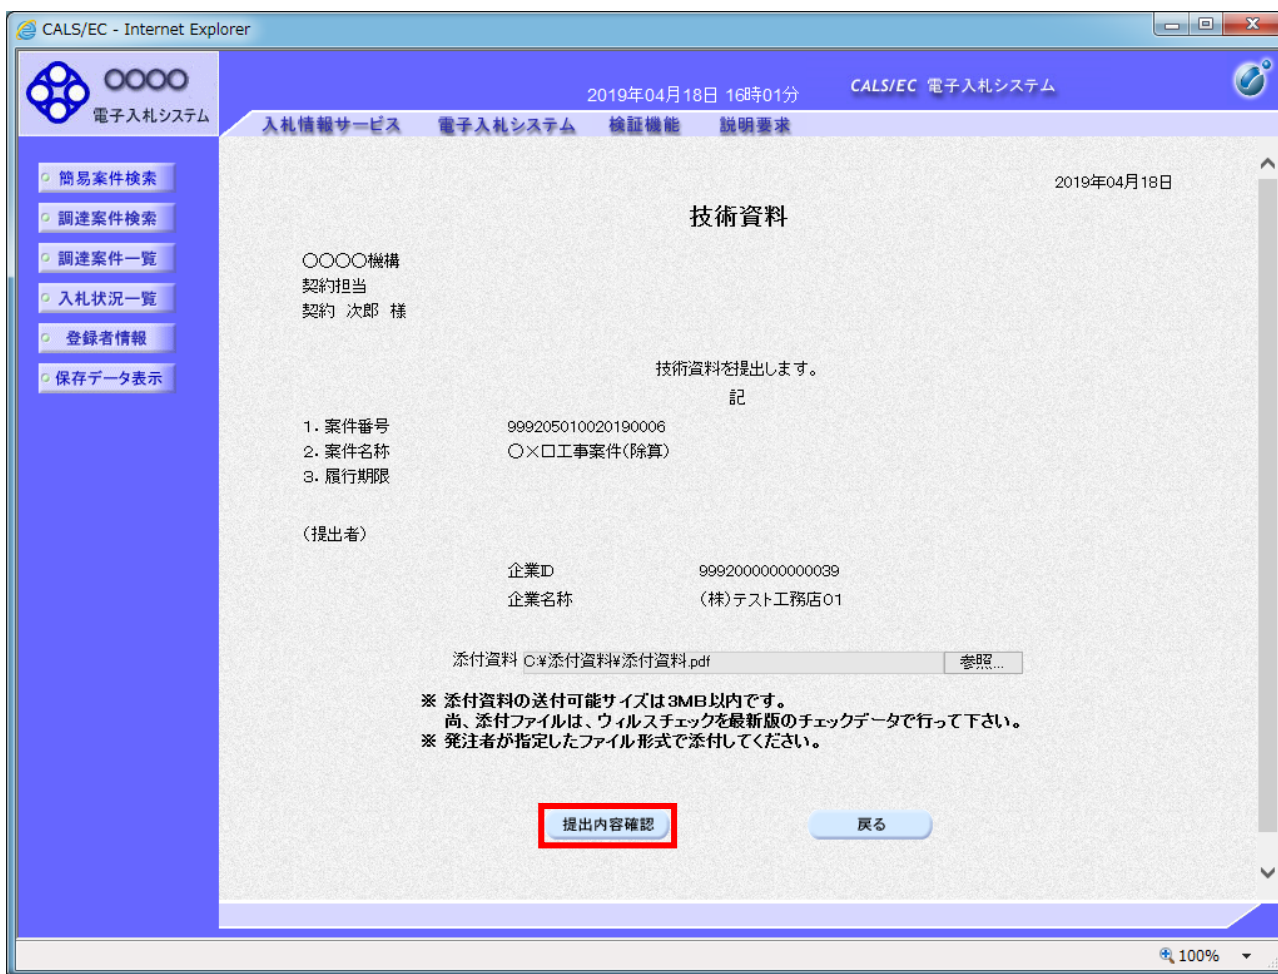 CALS/EC - Internet Explorer
○○○○
電子入札システム
2019年04月18日 16時01分
CALS/EC 電子入札システム
入札情報サービス 電子入札システム 検証機能 説明要求
簡易案件検索
調達案件検索
調達案件一覧
入札状況一覧
登録者情報
保存データ表示
2019年04月18日
技術資料
○○○○機構
契約担当
契約 次郎 様
技術資料を提出します。
記
1. 案件番号 999205010020190006
2. 案件名称 ○×□工事案件(除算)
3. 履行期限
(提出者)
企業ID 9992000000000039
企業名称 (株)テスト工務店01
添付資料 C:¥添付資料¥添付資料.pdf 参照...
※ 添付資料の送付可能サイズは3MB以内です。
尚、添付ファイルは、ウィルスチェックを最新版のチェックデータで行って下さい。
※ 発注者が指定したファイル形式で添付してください。
提出内容確認 戻る
100%